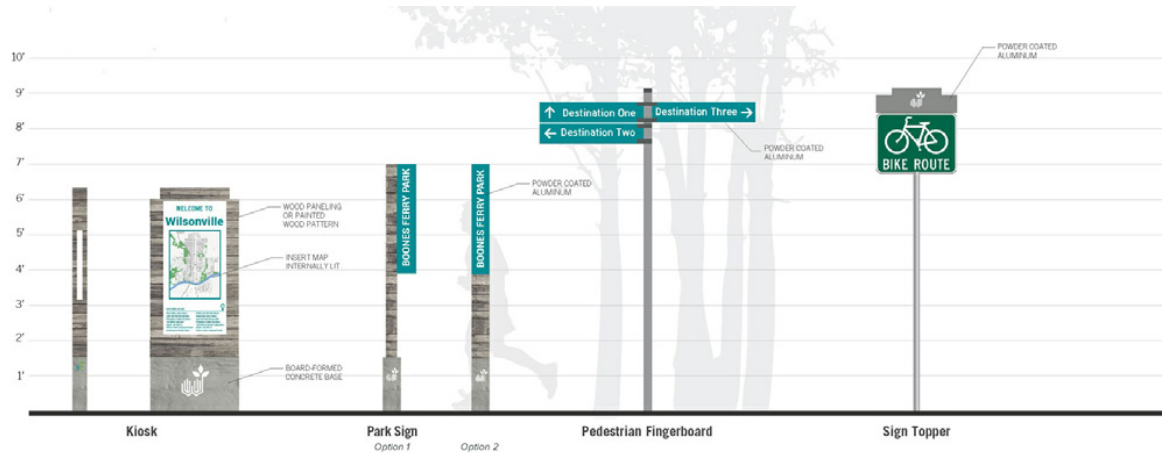 10'
9'
8'
7'
6'
5'
4'
3'
2'
1'
WELCOME TO
Wilsonville
WOOD PANELING
OR PAINTED
WOOD PATTERN
INSERT MAP
INTERNALLY LIT
BOARD-FORMED
CONCRETE BASE
BOONES FERRY PARK
BOONES FERRY PARK
POWDER COATED
ALUMINUM
↑ Destination One
Destination Three →
← Destination Two
POWDER COATED
ALUMINUM
POWDER COATED
ALUMINUM
BIKE ROUTE
Kiosk
Park Sign
Option 1
Option 2
Pedestrian Fingerboard
Sign Topper